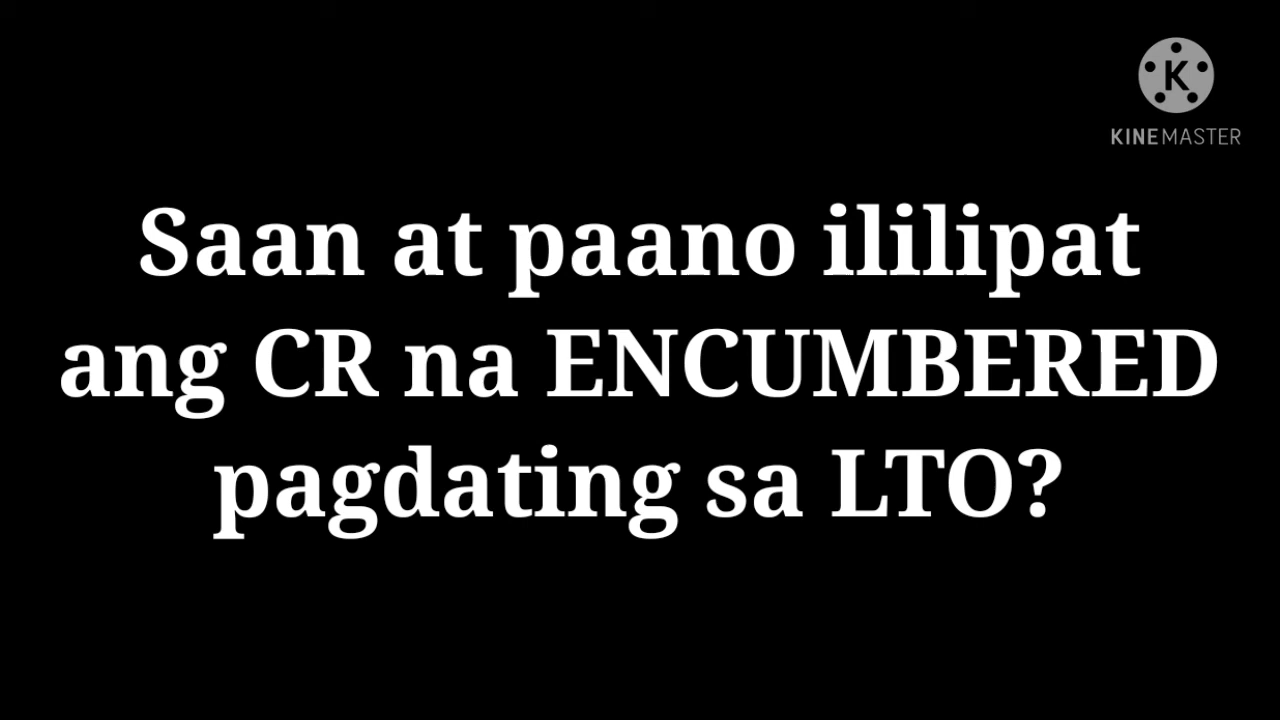 K
KINEMASTER
Saan at paano ililipat
ang CR na ENCUMBERED
pagdating sa LTO?